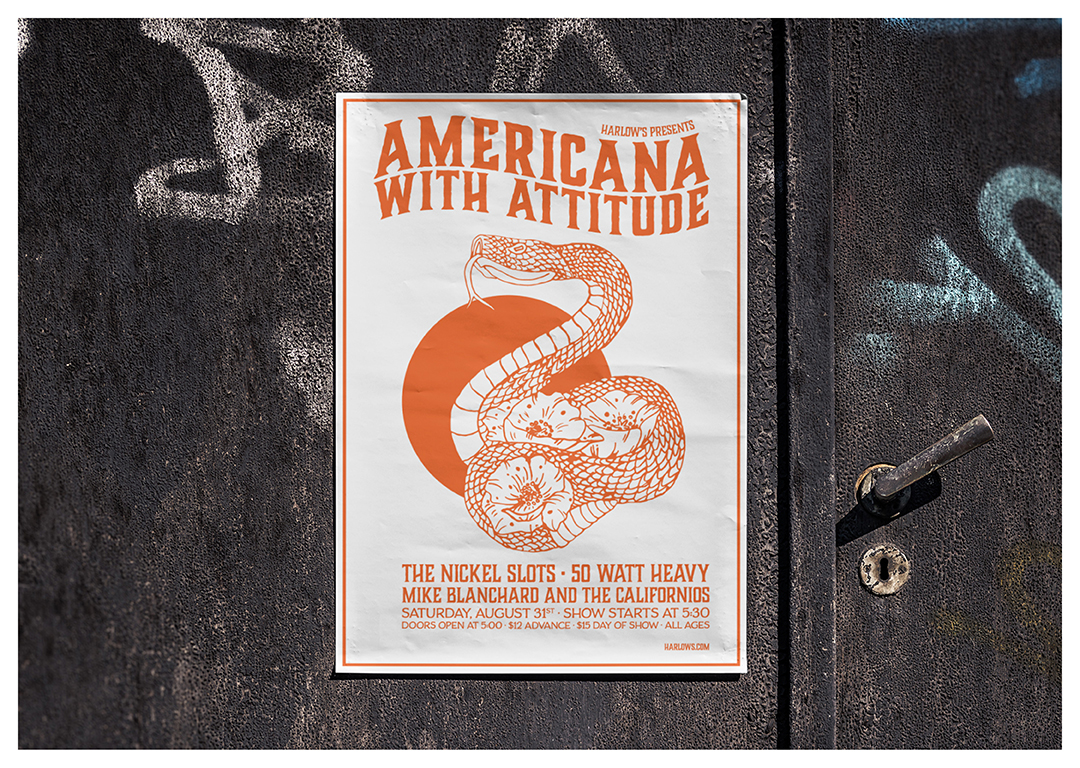 HARLOW'S PRESENTS
AMERICANA
WITH ATTITUDE
THE NICKEL SLOTS · 50 WATT HEAVY
MIKE BLANCHARD AND THE CALIFORNIOS
SATURDAY, AUGUST 31ST · SHOW STARTS AT 5:30
DOORS OPEN AT 5:00 · $12 ADVANCE · $15 DAY OF SHOW · ALL AGES
HARLOWS.COM